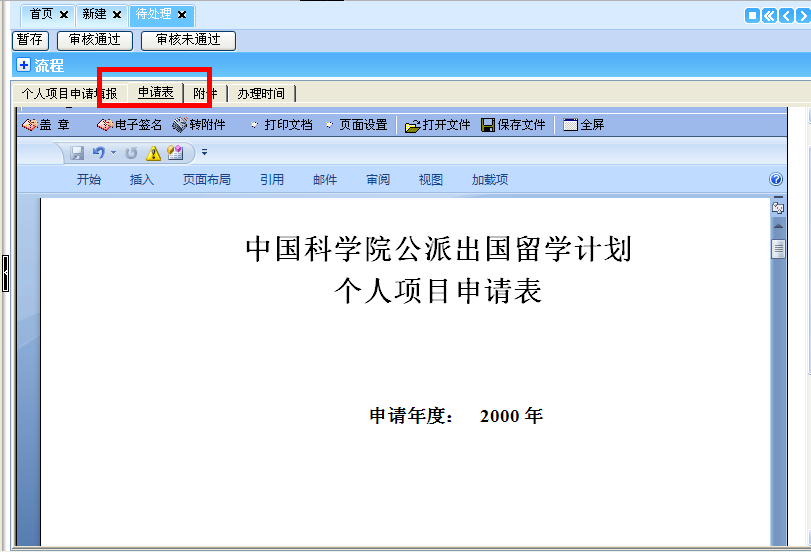 首页 新建 待处理
暂存 审核通过 审核未通过
流程
个人项目申请填报 申请表 附件 办理时间
盖 章 电子签名 转附件 打印文档 页面设置 打开文件 保存文件 全屏
开始 插入 页面布局 引用 邮件 审阅 视图 加载项
中国科学院公派出国留学计划
个人项目申请表
申请年度： 2000 年